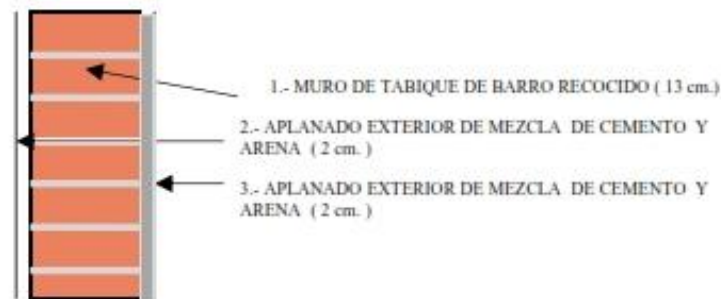 1.- MURO DE TABIQUE DE BARRO RECOCIDO ( 13 cm.)
2.- APLANADO EXTERIOR DE MEZCLA DE CEMENTO Y
ARENA ( 2 cm. )
3.- APLANADO EXTERIOR DE MEZCLA DE CEMENTO Y
ARENA ( 2 cm. )